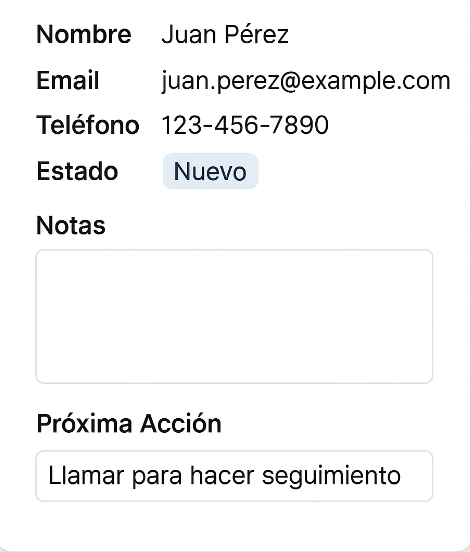 Nombre Juan Pérez
Email juan.perez@example.com
Teléfono 123-456-7890
Estado Nuevo
Notas
Próxima Acción
Llamar para hacer seguimiento